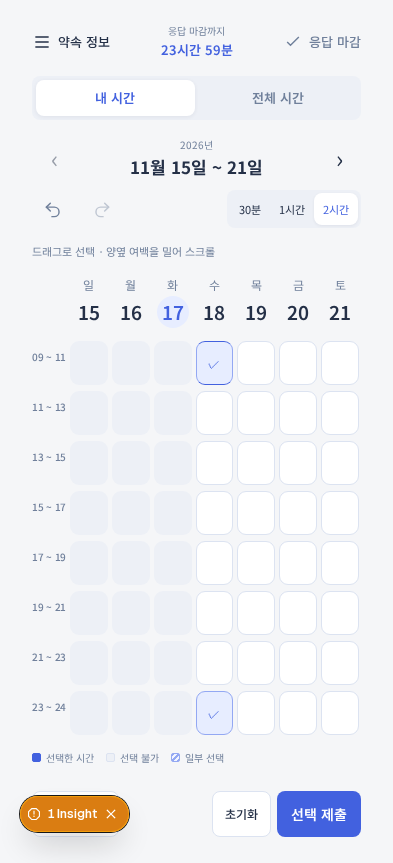 약속 정보
응답 마감까지
23시간 59분
응답 마감
내 시간
전체 시간
2026년
11월 15일 ~ 21일
30분
1시간
2시간
드래그로 선택 · 양옆 여백을 밀어 스크롤
일 월 화 수 목 금 토
15 16 17 18 19 20 21
09 ~ 11
11 ~ 13
13 ~ 15
15 ~ 17
17 ~ 19
19 ~ 21
21 ~ 23
23 ~ 24
선택한 시간 선택 불가 일부 선택
1 Insight
초기화
선택 제출